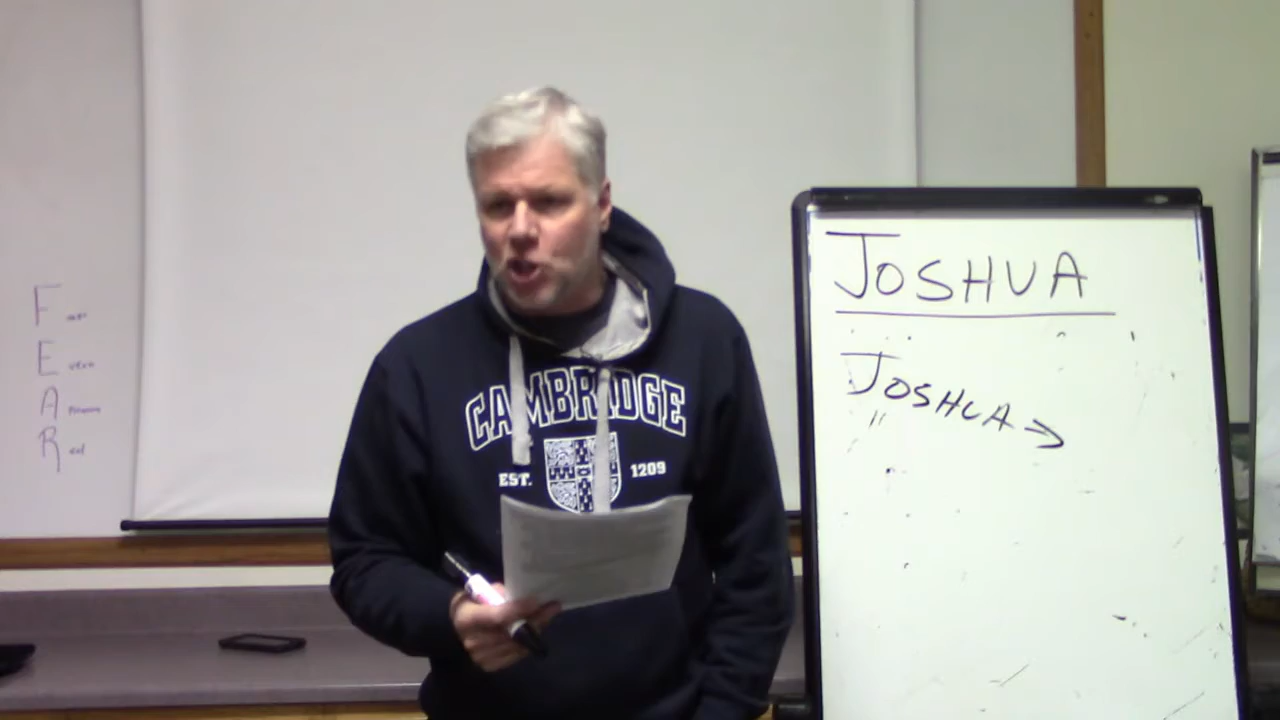 F
E
A
R
CAMBRIDGE
EST. 1209
JOSHUA
JOSHUA →